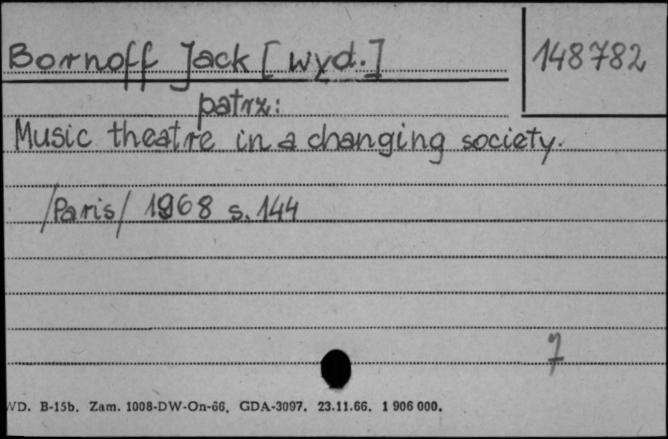 Bornoff Jack [wyd.]
148782
patrz:
Music theatre in a changing society.
/Paris/ 1968 s. 144
7
WD. B-15b. Zam. 1008-DW-On-66. GDA-3097. 23.11.66. 1 906 000.